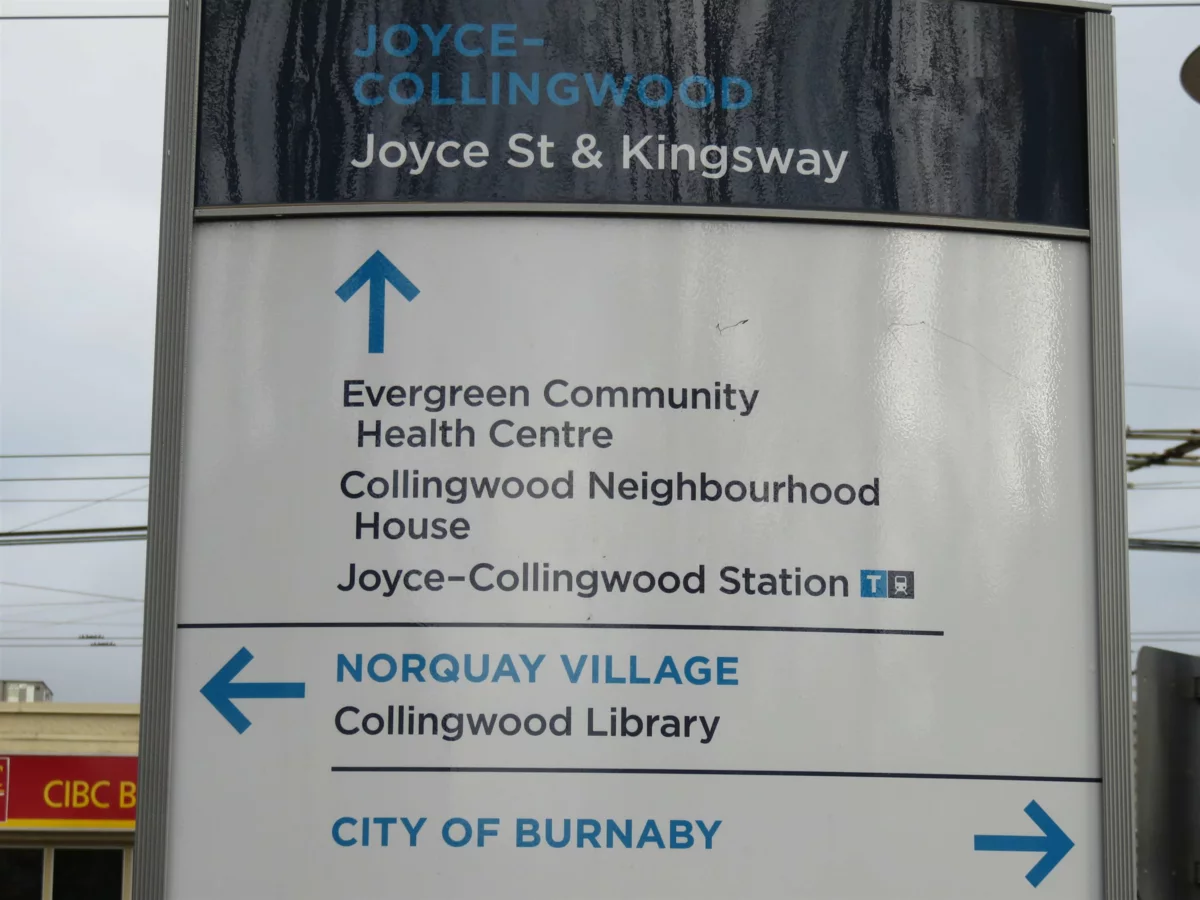 JOYCE–
COLLINGWOOD
Joyce St & Kingsway
Evergreen Community
Health Centre
Collingwood Neighbourhood
House
Joyce–Collingwood Station T
NORQUAY VILLAGE
Collingwood Library
CITY OF BURNABY
CIBC B